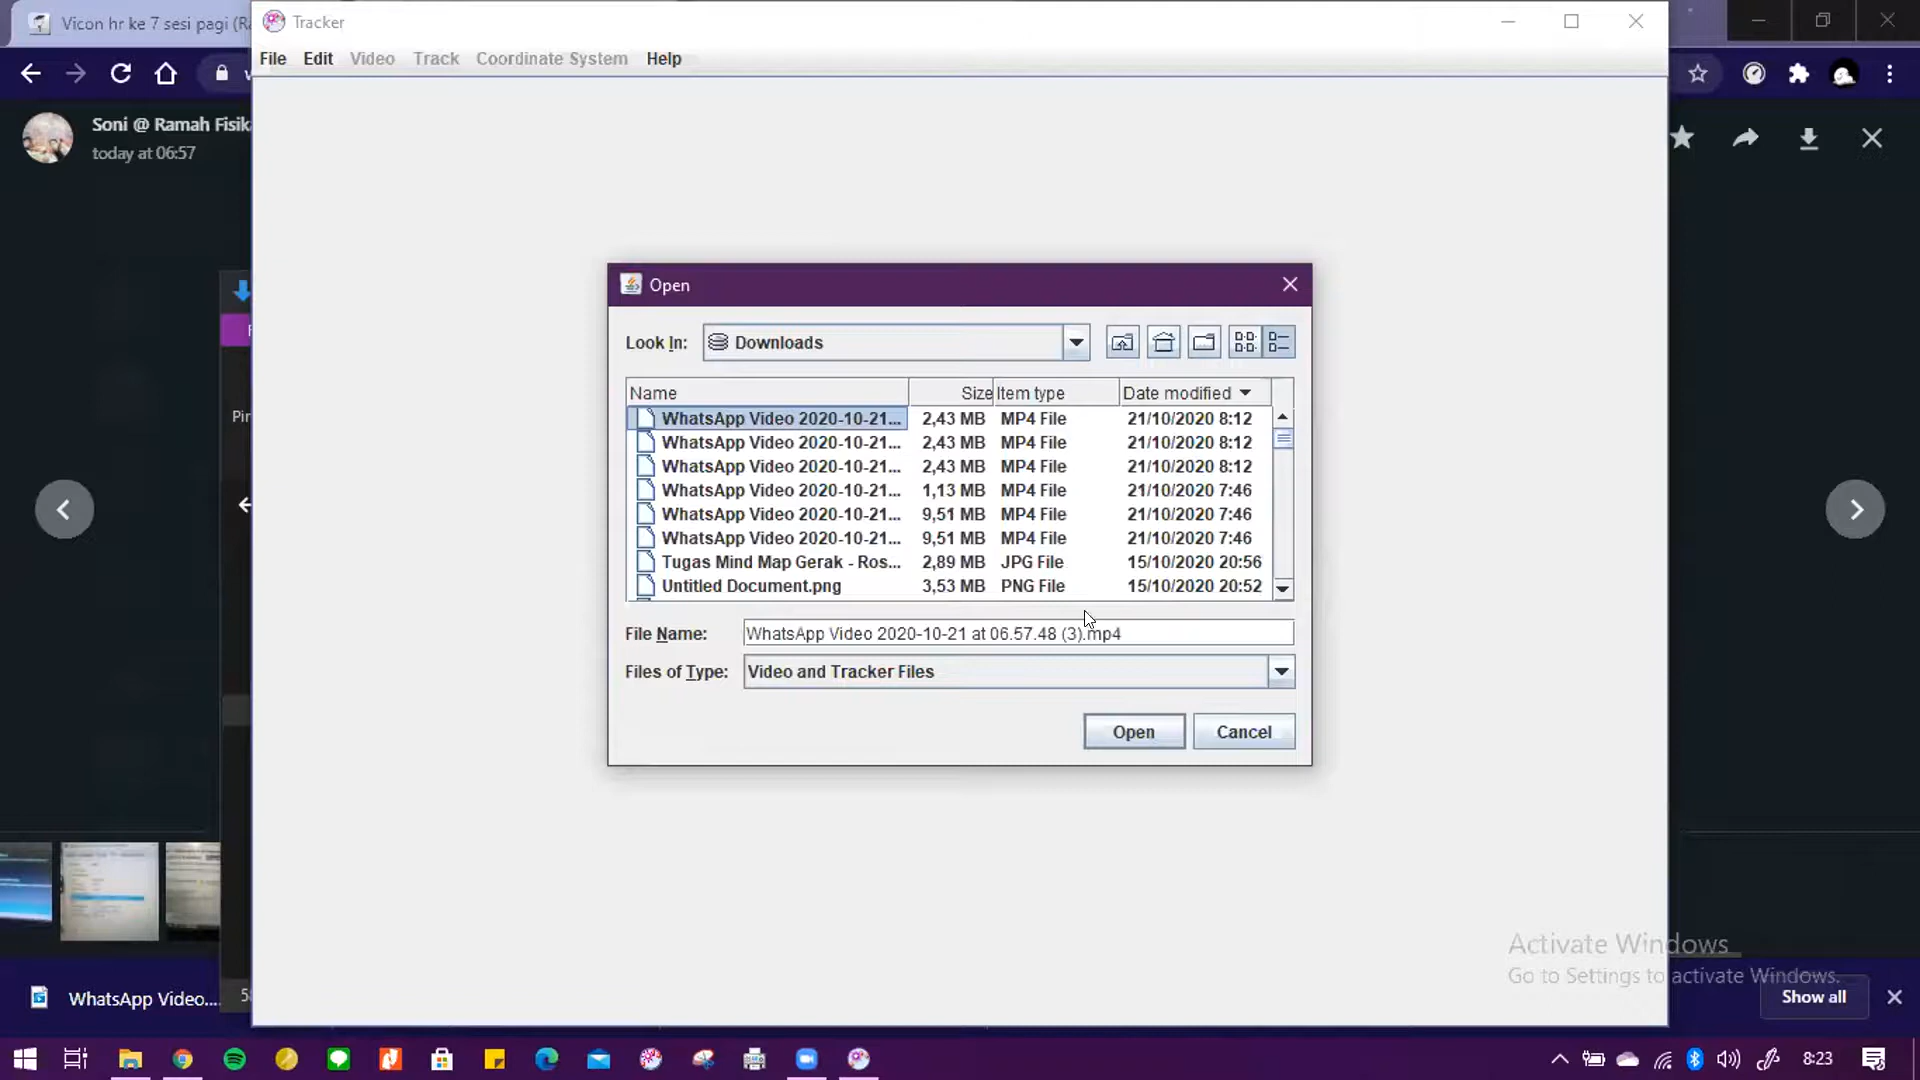 Vicon hr ke 7 sesi pagi (Ra
Tracker
File Edit Video Track Coordinate System Help
Soni @ Ramah Fisika
today at 06:57
Open
Look In: Downloads
Name Size Item type Date modified
WhatsApp Video 2020-10-21... 2,43 MB MP4 File 21/10/2020 8:12
WhatsApp Video 2020-10-21... 2,43 MB MP4 File 21/10/2020 8:12
WhatsApp Video 2020-10-21... 2,43 MB MP4 File 21/10/2020 8:12
WhatsApp Video 2020-10-21... 1,13 MB MP4 File 21/10/2020 7:46
WhatsApp Video 2020-10-21... 9,51 MB MP4 File 21/10/2020 7:46
WhatsApp Video 2020-10-21... 9,51 MB MP4 File 21/10/2020 7:46
Tugas Mind Map Gerak - Ros... 2,89 MB JPG File 15/10/2020 20:56
Untitled Document.png 3,53 MB PNG File 15/10/2020 20:52
File Name: WhatsApp Video 2020-10-21 at 06.57.48 (3).mp4
Files of Type: Video and Tracker Files
Open Cancel
Pin
Activate Windows
Go to Settings to activate Windows.
WhatsApp Video....
Show all
8:23